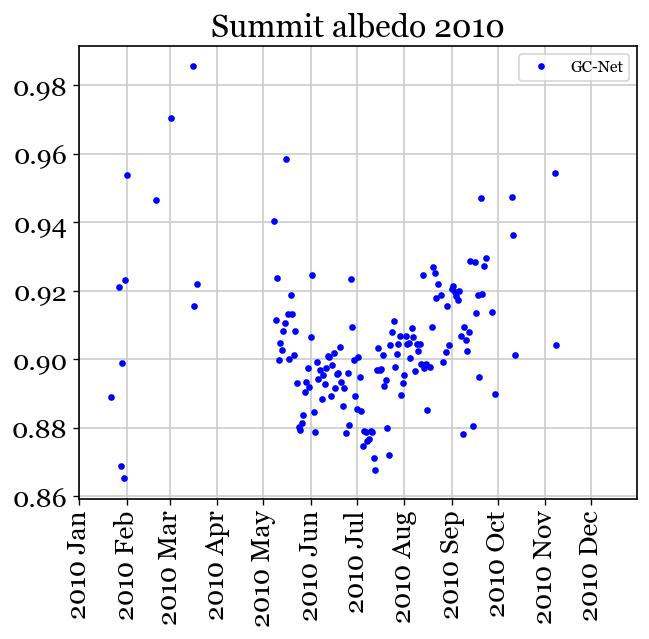 Summit albedo 2010
GC-Net
0.98
0.96
0.94
0.92
0.90
0.88
0.86
2010 Jan
2010 Feb
2010 Mar
2010 Apr
2010 May
2010 Jun
2010 Jul
2010 Aug
2010 Sep
2010 Oct
2010 Nov
2010 Dec